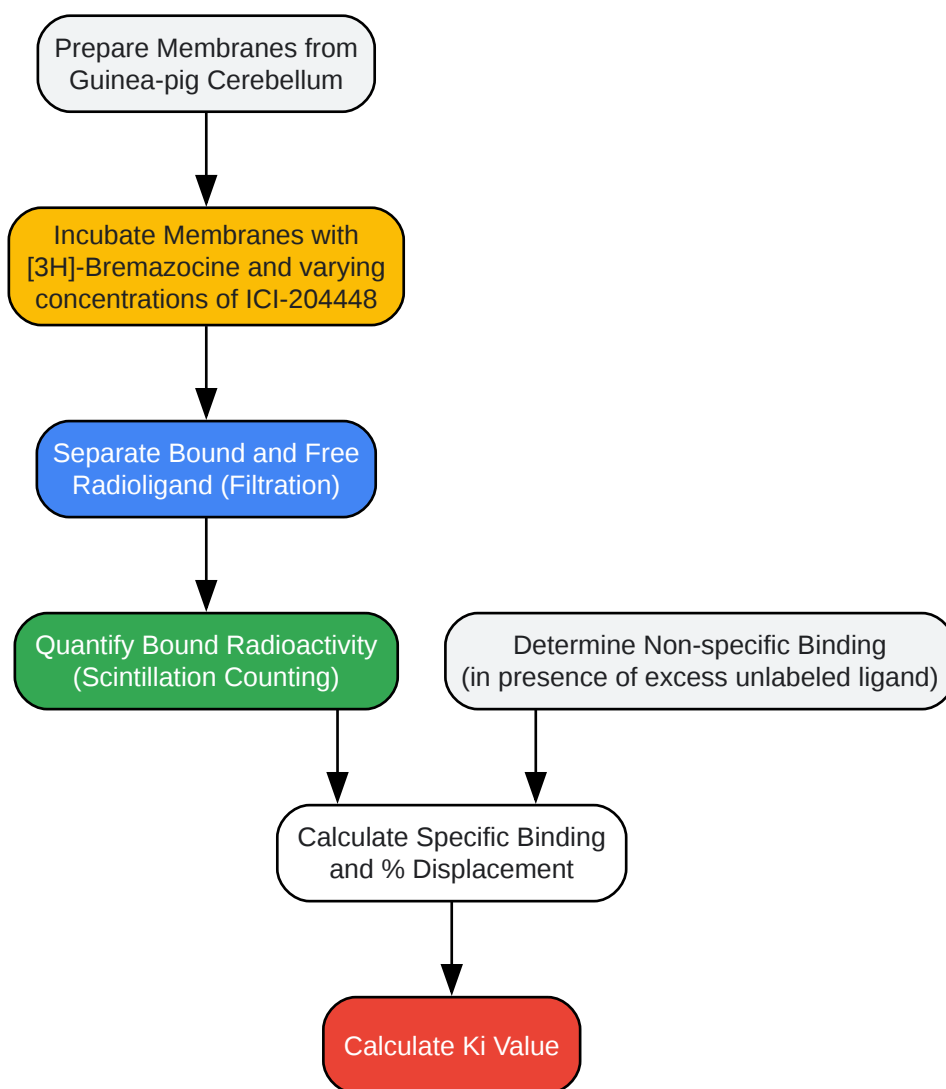 Prepare Membranes from
Guinea-pig Cerebellum
Incubate Membranes with
[3H]-Bremazocine and varying
concentrations of ICI-204448
Separate Bound and Free
Radioligand (Filtration)
Quantify Bound Radioactivity
(Scintillation Counting)
Determine Non-specific Binding
(in presence of excess unlabeled ligand)
Calculate Specific Binding
and % Displacement
Calculate Ki Value